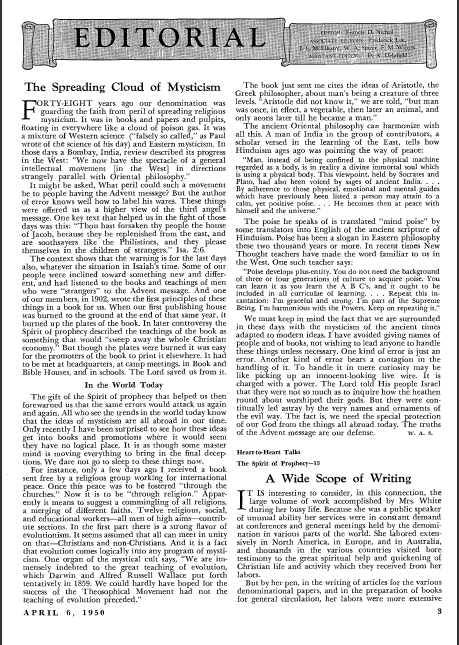 EDITORIAL
The Spreading Cloud of Mysticism
FORTY-EIGHT years ago our denomination was
guarding the faith from peril of spreading religious
mysticism. It was in books and papers and pulpits,
floating in everywhere like a cloud of poison gas. It was
a mixture of Western science ("falsely so called," as Paul
wrote of the science of his day) and Eastern mysticism. In
those days a Bombay, India, review described its progress
in the West: "We now have the spectacle of a general
intellectual movement [in the West] in directions
strangely parallel with Oriental philosophy."
It might be asked, What peril could such a movement
be to people having the Advent message? But the author
of error knows well how to label his wares. These things
were offered us as a higher view of the third angel's
message. One key text that helped us in the fight of those
days was this: "Thou hast forsaken thy people the house
of Jacob, because they be replenished from the east, and
are soothsayers like the Philistines, and they please
themselves in the children of strangers." Isa. 2:6.
The context shows that the warning is for the last days
also, whatever the situation in Isaiah's time. Some of our
people were inclined toward something new and differ-
ent, and had listened to the books and teachings of men
who were "strangers" to the Advent message. And one
of our members, in 1902, wrote the first principles of these
things in a book for us. When our first publishing house
was burned to the ground at the end of that same year, it
burned up the plates of the book. In later controversy the
Spirit of prophecy described the teachings of the book as
something that would "sweep away the whole Christian
economy." But though the plates were burned it was easy
for the promoters of the book to print it elsewhere. It had
to be met at headquarters, at camp meetings, in Book and
Bible Houses, and in schools. The Lord saved us from it.
In the World Today
The gift of the Spirit of prophecy that helped us then
forewarned us that the same errors would attack us again
and again. All who see the trends in the world today know
that the ideas of mysticism are all abroad in our time.
Only recently I have been surprised to see how these ideas
get into books and promotions where it would seem
they have no logical place. It is as though some master
mind is moving everything to bring in the final decep-
tions. We dare not go to sleep to these things now.
For instance, only a few days ago I received a book
sent free by a religious group working for international
peace. Once this peace was to be fostered "through the
churches." Now it is to be "through religion." Appar-
ently is means to suggest a commingling of all religions,
a merging of different faiths. Twelve religious, social,
and educational workers—all men of high aims—contrib-
ute sections. In the first part there is a strong flavor of
evolutionism. It seems assumed that all can meet in unity
on that—Christians and non-Christians. And it is a fact
that evolution comes logically into any program of mysti-
cism. One organ of the mystical cult says, "We are im-
mensely indebted to the great teaching of evolution,
which Darwin and Alfred Russell Wallace put forth
tentatively in 1859. We could hardly have hoped for the
success of the Theosophical Movement had not the
teaching of evolution preceded."
The book just sent me cites the ideas of Aristotle, the
Greek philosopher, about man's being a creature of three
levels. "Aristotle did not know it," we are told, "but man
was once, in effect, a vegetable, then later an animal, and
only aeons later till he became a man."
The ancient Oriental philosophy can harmonize with
all this. A man of India in the group of contributors, a
scholar versed in the learning of the East, tells how
Hinduism ages ago was pointing the way of peace:
"Man, instead of being confined to the physical machine
regarded as a body, is in reality a divine immortal soul which
is using a physical body. This viewpoint, held by Socrates and
Plato, had also been voiced by sages of ancient India. . . .
By adherence to those physical, emotional and mental guides
which have previously been listed a person may attain to a
calm, yet positive poise. . . . He becomes then at peace with
himself and the universe."
The poise he speaks of is translated "mind poise" by
some translators into English of the ancient scripture of
Hinduism. Poise has been a slogan in Eastern philosophy
these two thousand years or more. In recent times New
Thought teachers have made the word familiar to us in
the West. One such teacher says:
"Poise develops plus-entity. You do not need the background
of three or four generations of culture to acquire poise. You
can learn it as you learn the A B C's, and it ought to be
included in all curriculae of learning. . . . Repeat this in-
cantation: I'm graceful and strong. I'm part of the Supreme
Being. I'm harmonious with the Powers. Keep on repeating it."
We must keep in mind the fact that we are surrounded
in these days with the mysticism of the ancient times
adapted to modern ideas. I have avoided giving names of
people and of books, not wishing to lead anyone to handle
these things unless necessary. One kind of error is just an
error. Another kind of error bears a contagion in the
handling of it. To handle it in mere curiosity may be
like picking up an innocent-looking live wire. It is
charged with a power. The Lord told His people Israel
that they were not so much as to inquire how the heathen
round about worshiped their gods. But they were con-
tinually led astray by the very names and ornaments of
the evil way. The fact is, we need the special protection
of our God from the things all abroad today. The truths
of the Advent message are our defense. W. A. S.
Heart-to-Heart Talks
The Spirit of Prophecy—13
A Wide Scope of Writing
IT IS interesting to consider, in this connection, the
large volume of work accomplished by Mrs. White
during her busy life. Because she was a public speaker
of unusual ability her services were in constant demand
at conferences and general meetings held by the denomi-
nation in various parts of the world. She labored exten-
sively in North America, in Europe, and in Australia,
and thousands in the various countries visited bore
testimony to the great spiritual help and quickening of
Christian life and activity which they received from her
labors.
But by her pen, in the writing of articles for the various
denominational papers, and in the preparation of books
for general circulation, her labors were more extensive
APRIL 6, 1950
3